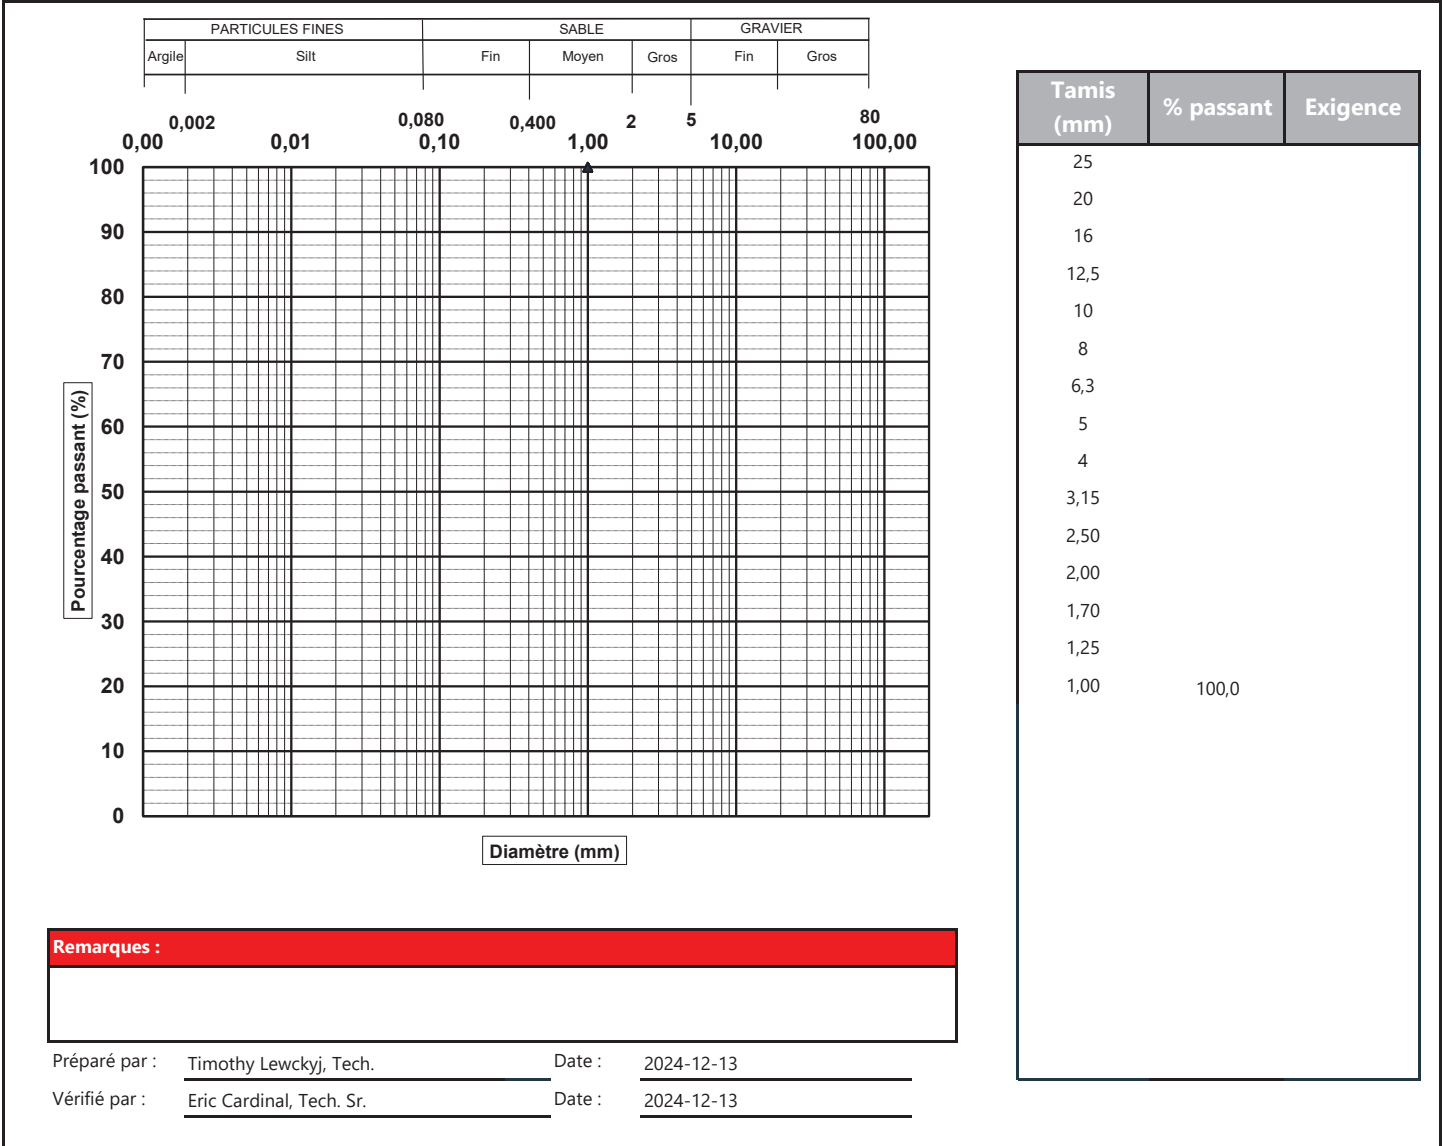 PARTICULES FINES SABLE GRAVIER
Argile Silt Fin Moyen Gros Fin Gros
0,002 0,080 0,400 2 5 80
0,00 0,01 0,10 1,00 10,00 100,00
100
90
80
70
60
50
40
30
20
10
0
Pourcentage passant (%)
Diamètre (mm)
Tamis (mm) % passant Exigence
25
20
16
12,5
10
8
6,3
5
4
3,15
2,50
2,00
1,70
1,25
1,00 100,0
Remarques :
Préparé par : Timothy Lewckyj, Tech. Date : 2024-12-13
Vérifié par : Eric Cardinal, Tech. Sr. Date : 2024-12-13